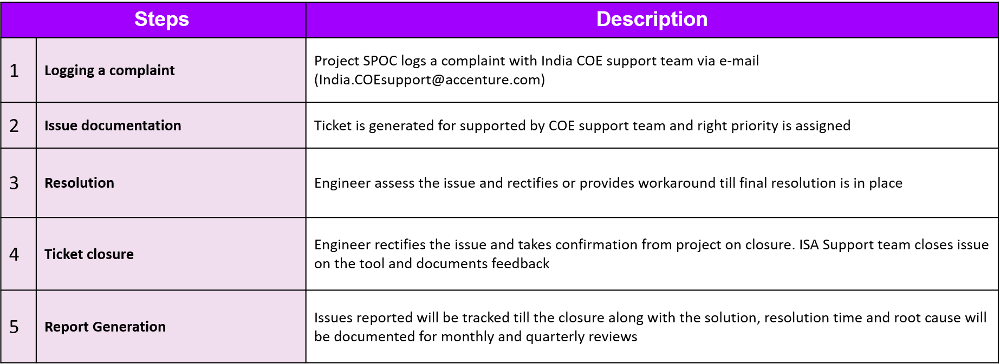 Steps
Description
1
Logging a complaint
Project SPOC logs a complaint with India COE support team via e-mail
(India.COEsupport@accenture.com)
2
Issue documentation
Ticket is generated for supported by COE support team and right priority is assigned
3
Resolution
Engineer assess the issue and rectifies or provides workaround till final resolution is in place
4
Ticket closure
Engineer rectifies the issue and takes confirmation from project on closure. ISA Support team closes issue
on the tool and documents feedback
5
Report Generation
Issues reported will be tracked till the closure along with the solution, resolution time and root cause will
be documented for monthly and quarterly reviews